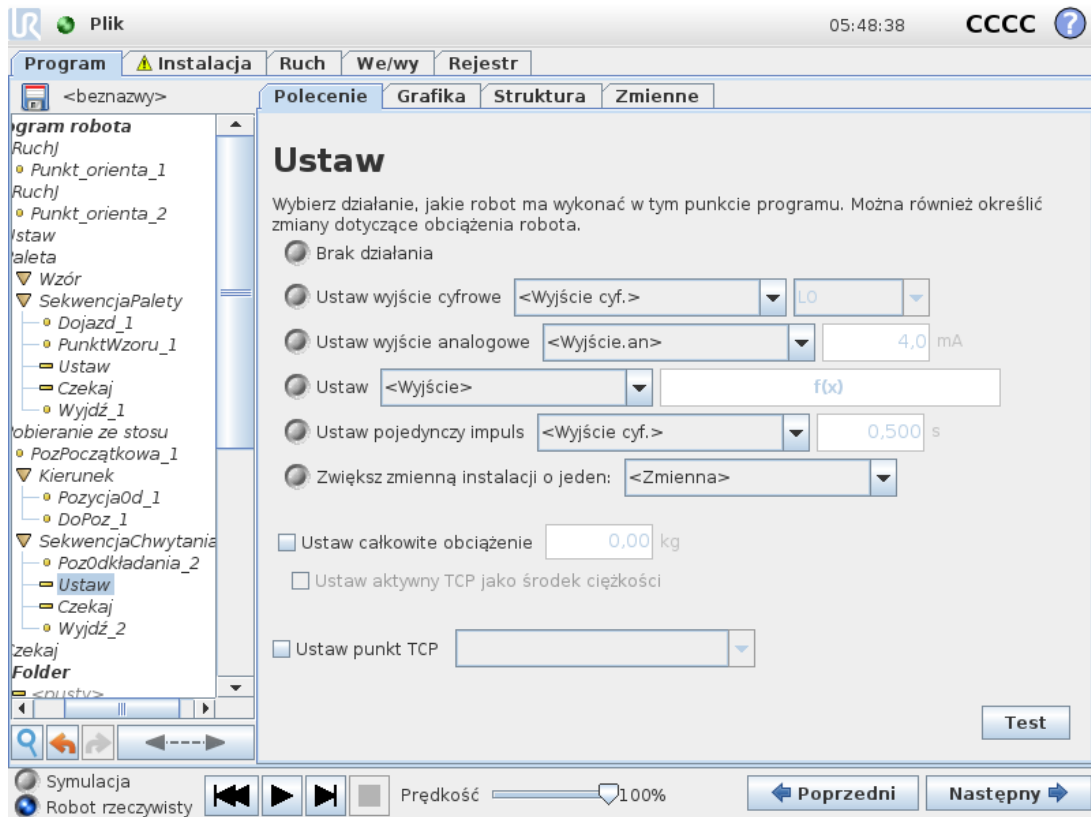 UR Plik 05:48:38 CCCC ?
Program Instalacja Ruch We/wy Rejestr
<beznazwy>
ogram robota
RuchJ
Punkt_orienta_1
RuchJ
Punkt_orienta_2
Ustaw
Paleta
Wzór
SekwencjaPalety
Dojazd_1
PunktWzoru_1
Ustaw
Czekaj
Wyjdź_1
obieranie ze stosu
PozPoczątkowa_1
Kierunek
PozycjaOd_1
DoPoz_1
SekwencjaChwytania
PozOdkładania_2
Ustaw
Czekaj
Wyjdź_2
Czekaj
Folder
<pusty>
Polecenie Grafika Struktura Zmienne
Ustaw
Wybierz działanie, jakie robot ma wykonać w tym punkcie programu. Można również określić
zmiany dotyczące obciążenia robota.
Brak działania
Ustaw wyjście cyfrowe <Wyjście cyf.> LO
Ustaw wyjście analogowe <Wyjście.an> 4,0 mA
Ustaw <Wyjście> f(x)
Ustaw pojedynczy impuls <Wyjście cyf.> 0,500 s
Zwiększ zmienną instalacji o jeden: <Zmienna>
Ustaw całkowite obciążenie 0,00 kg
Ustaw aktywny TCP jako środek ciężkości
Ustaw punkt TCP
Test
Symulacja
Robot rzeczywisty
Prędkość 100%
Poprzedni Następny